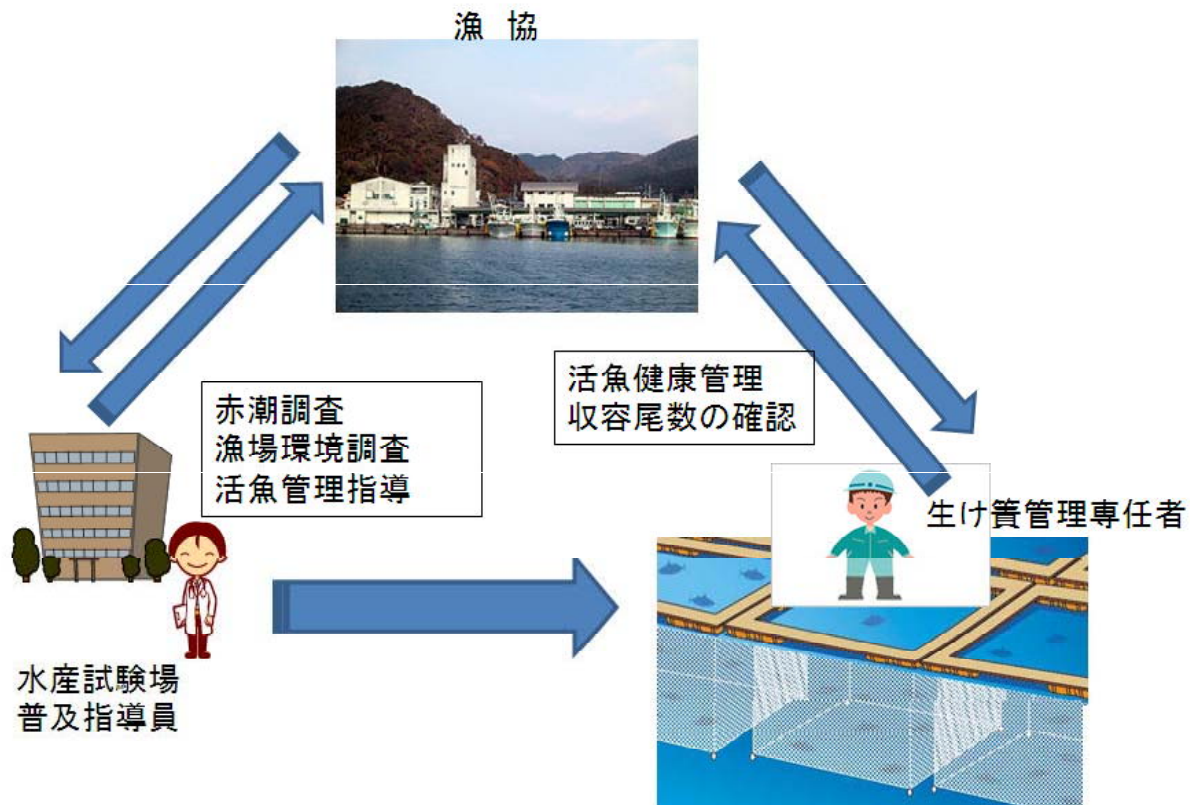 漁 協
赤潮調査
漁場環境調査
活魚管理指導
活魚健康管理
収容尾数の確認
生け簀管理専任者
水産試験場
普及指導員